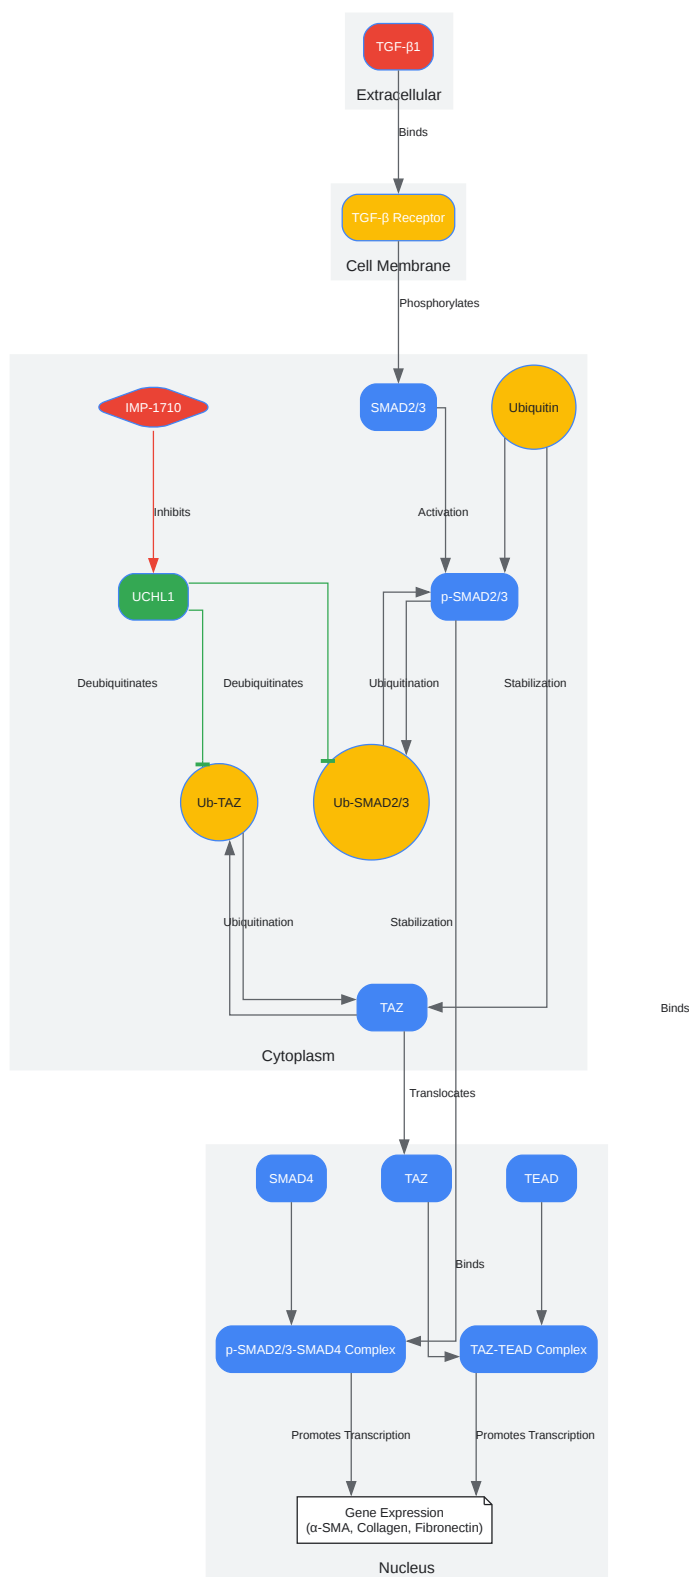 TGF-β1
Extracellular
Binds
TGF-β Receptor
Cell Membrane
Phosphorylates
IMP-1710
SMAD2/3
Ubiquitin
Inhibits
Activation
UCHL1
p-SMAD2/3
Deubiquitinates
Deubiquitinates
Ubiquitination
Stabilization
Ub-TAZ
Ub-SMAD2/3
Ubiquitination
Stabilization
TAZ
Binds
Cytoplasm
Translocates
SMAD4
TAZ
TEAD
Binds
p-SMAD2/3-SMAD4 Complex
TAZ-TEAD Complex
Promotes Transcription
Promotes Transcription
Gene Expression
(α-SMA, Collagen, Fibronectin)
Nucleus